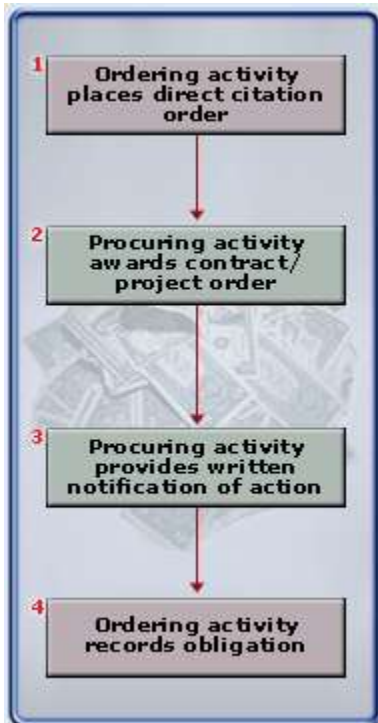 1
Ordering activity
places direct citation
order
2
Procuring activity
awards contract/
project order
3
Procuring activity
provides written
notification of action
4
Ordering activity
records obligation